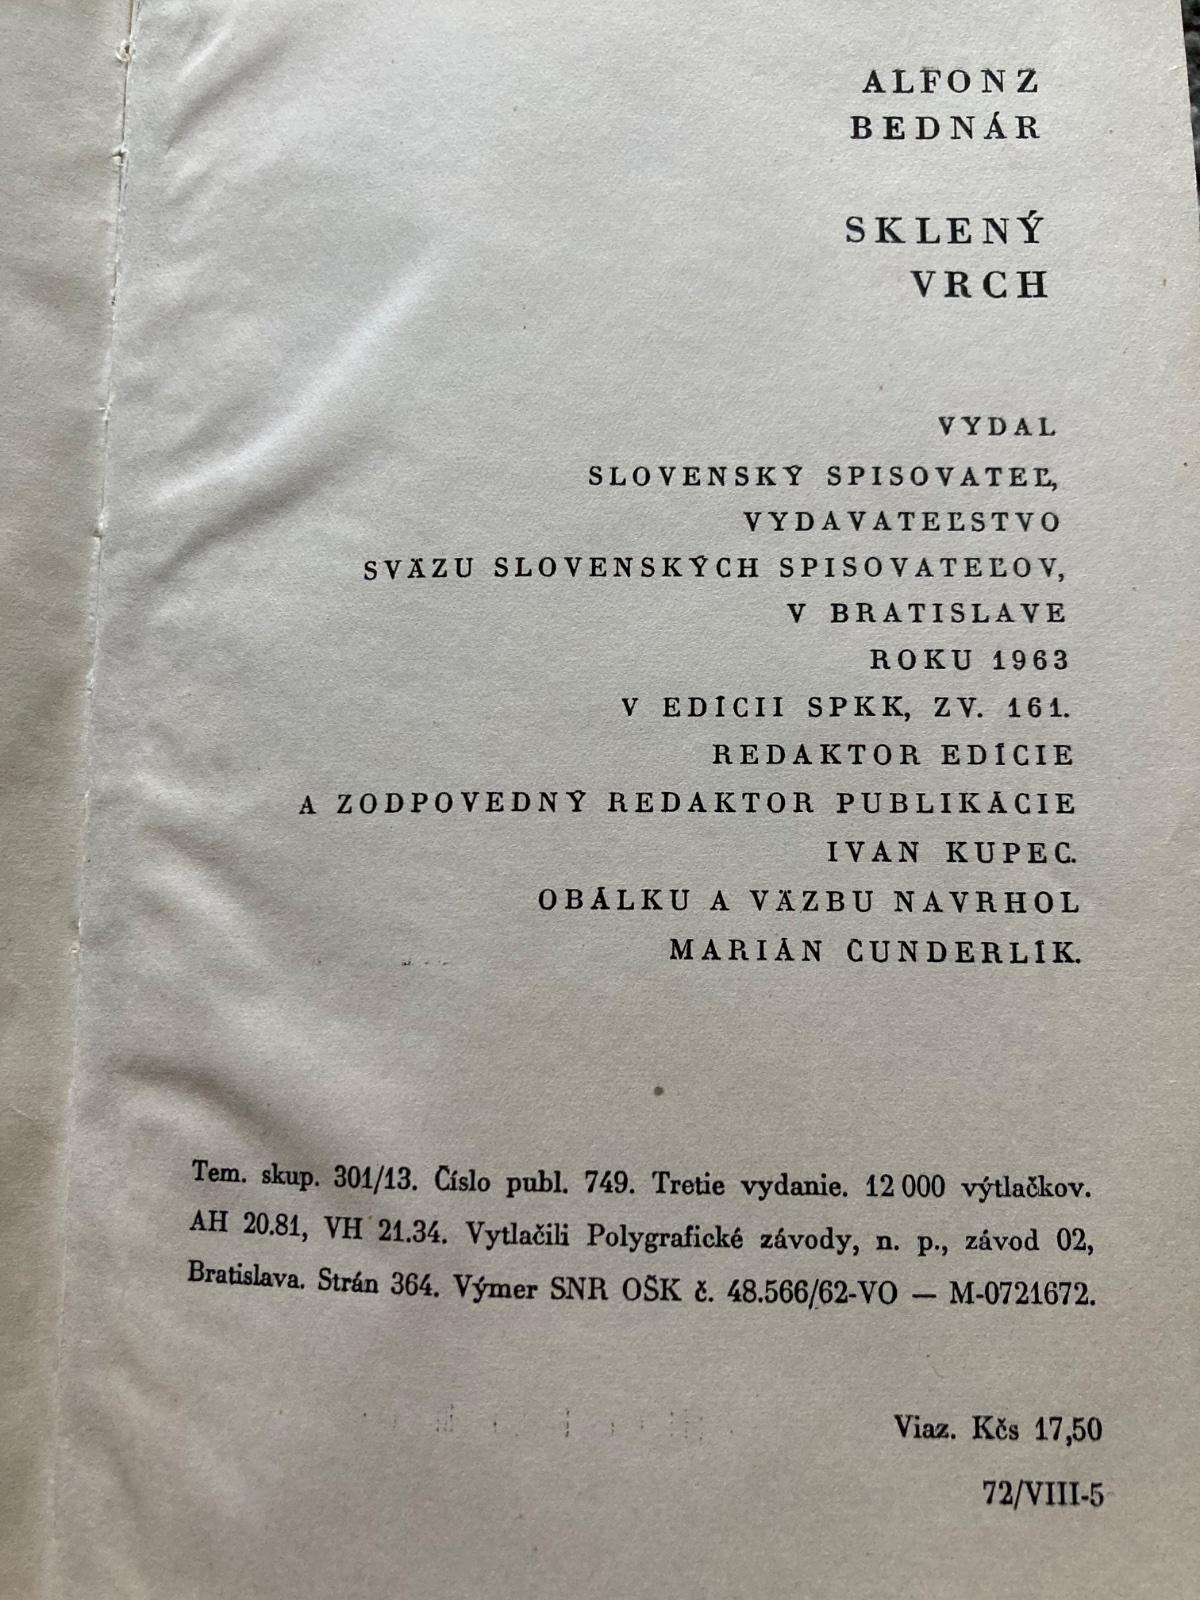 ALFONZ
BEDNÁR
SKLENÝ
VRCH
VYDAL
SLOVENSKÝ SPISOVATEĽ,
VYDAVATEĽSTVO
SVÄZU SLOVENSKÝCH SPISOVATEĽOV,
V BRATISLAVE
ROKU 1963
V EDÍCII SPKK, ZV. 161.
REDAKTOR EDÍCIE
A ZODPOVEDNÝ REDAKTOR PUBLIKÁCIE
IVAN KUPEC.
OBÁLKU A VÄZBU NAVRHOL
MARIÁN ČUNDERLÍK.
Tem. skup. 301/13. Číslo publ. 749. Tretie vydanie. 12 000 výtlačkov.
AH 20.81, VH 21.34. Vytlačili Polygrafické závody, n. p., závod 02,
Bratislava. Strán 364. Výmer SNR OŠK č. 48.566/62-VO — M-0721672.
Viaz. Kčs 17,50
72/VIII-5